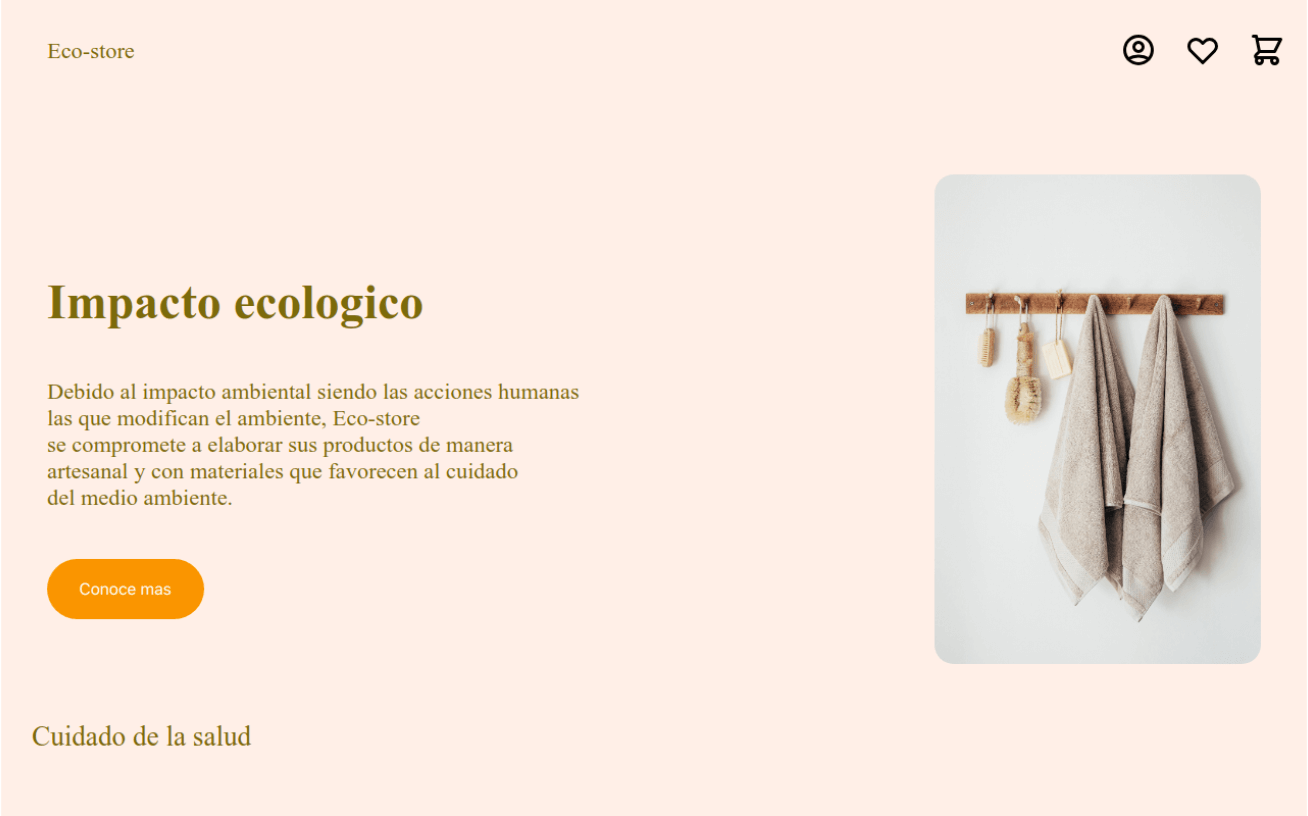 Eco-store
Impacto ecologico
Debido al impacto ambiental siendo las acciones humanas
las que modifican el ambiente, Eco-store
se compromete a elaborar sus productos de manera
artesanal y con materiales que favorecen al cuidado
del medio ambiente.
Conoce mas
Cuidado de la salud